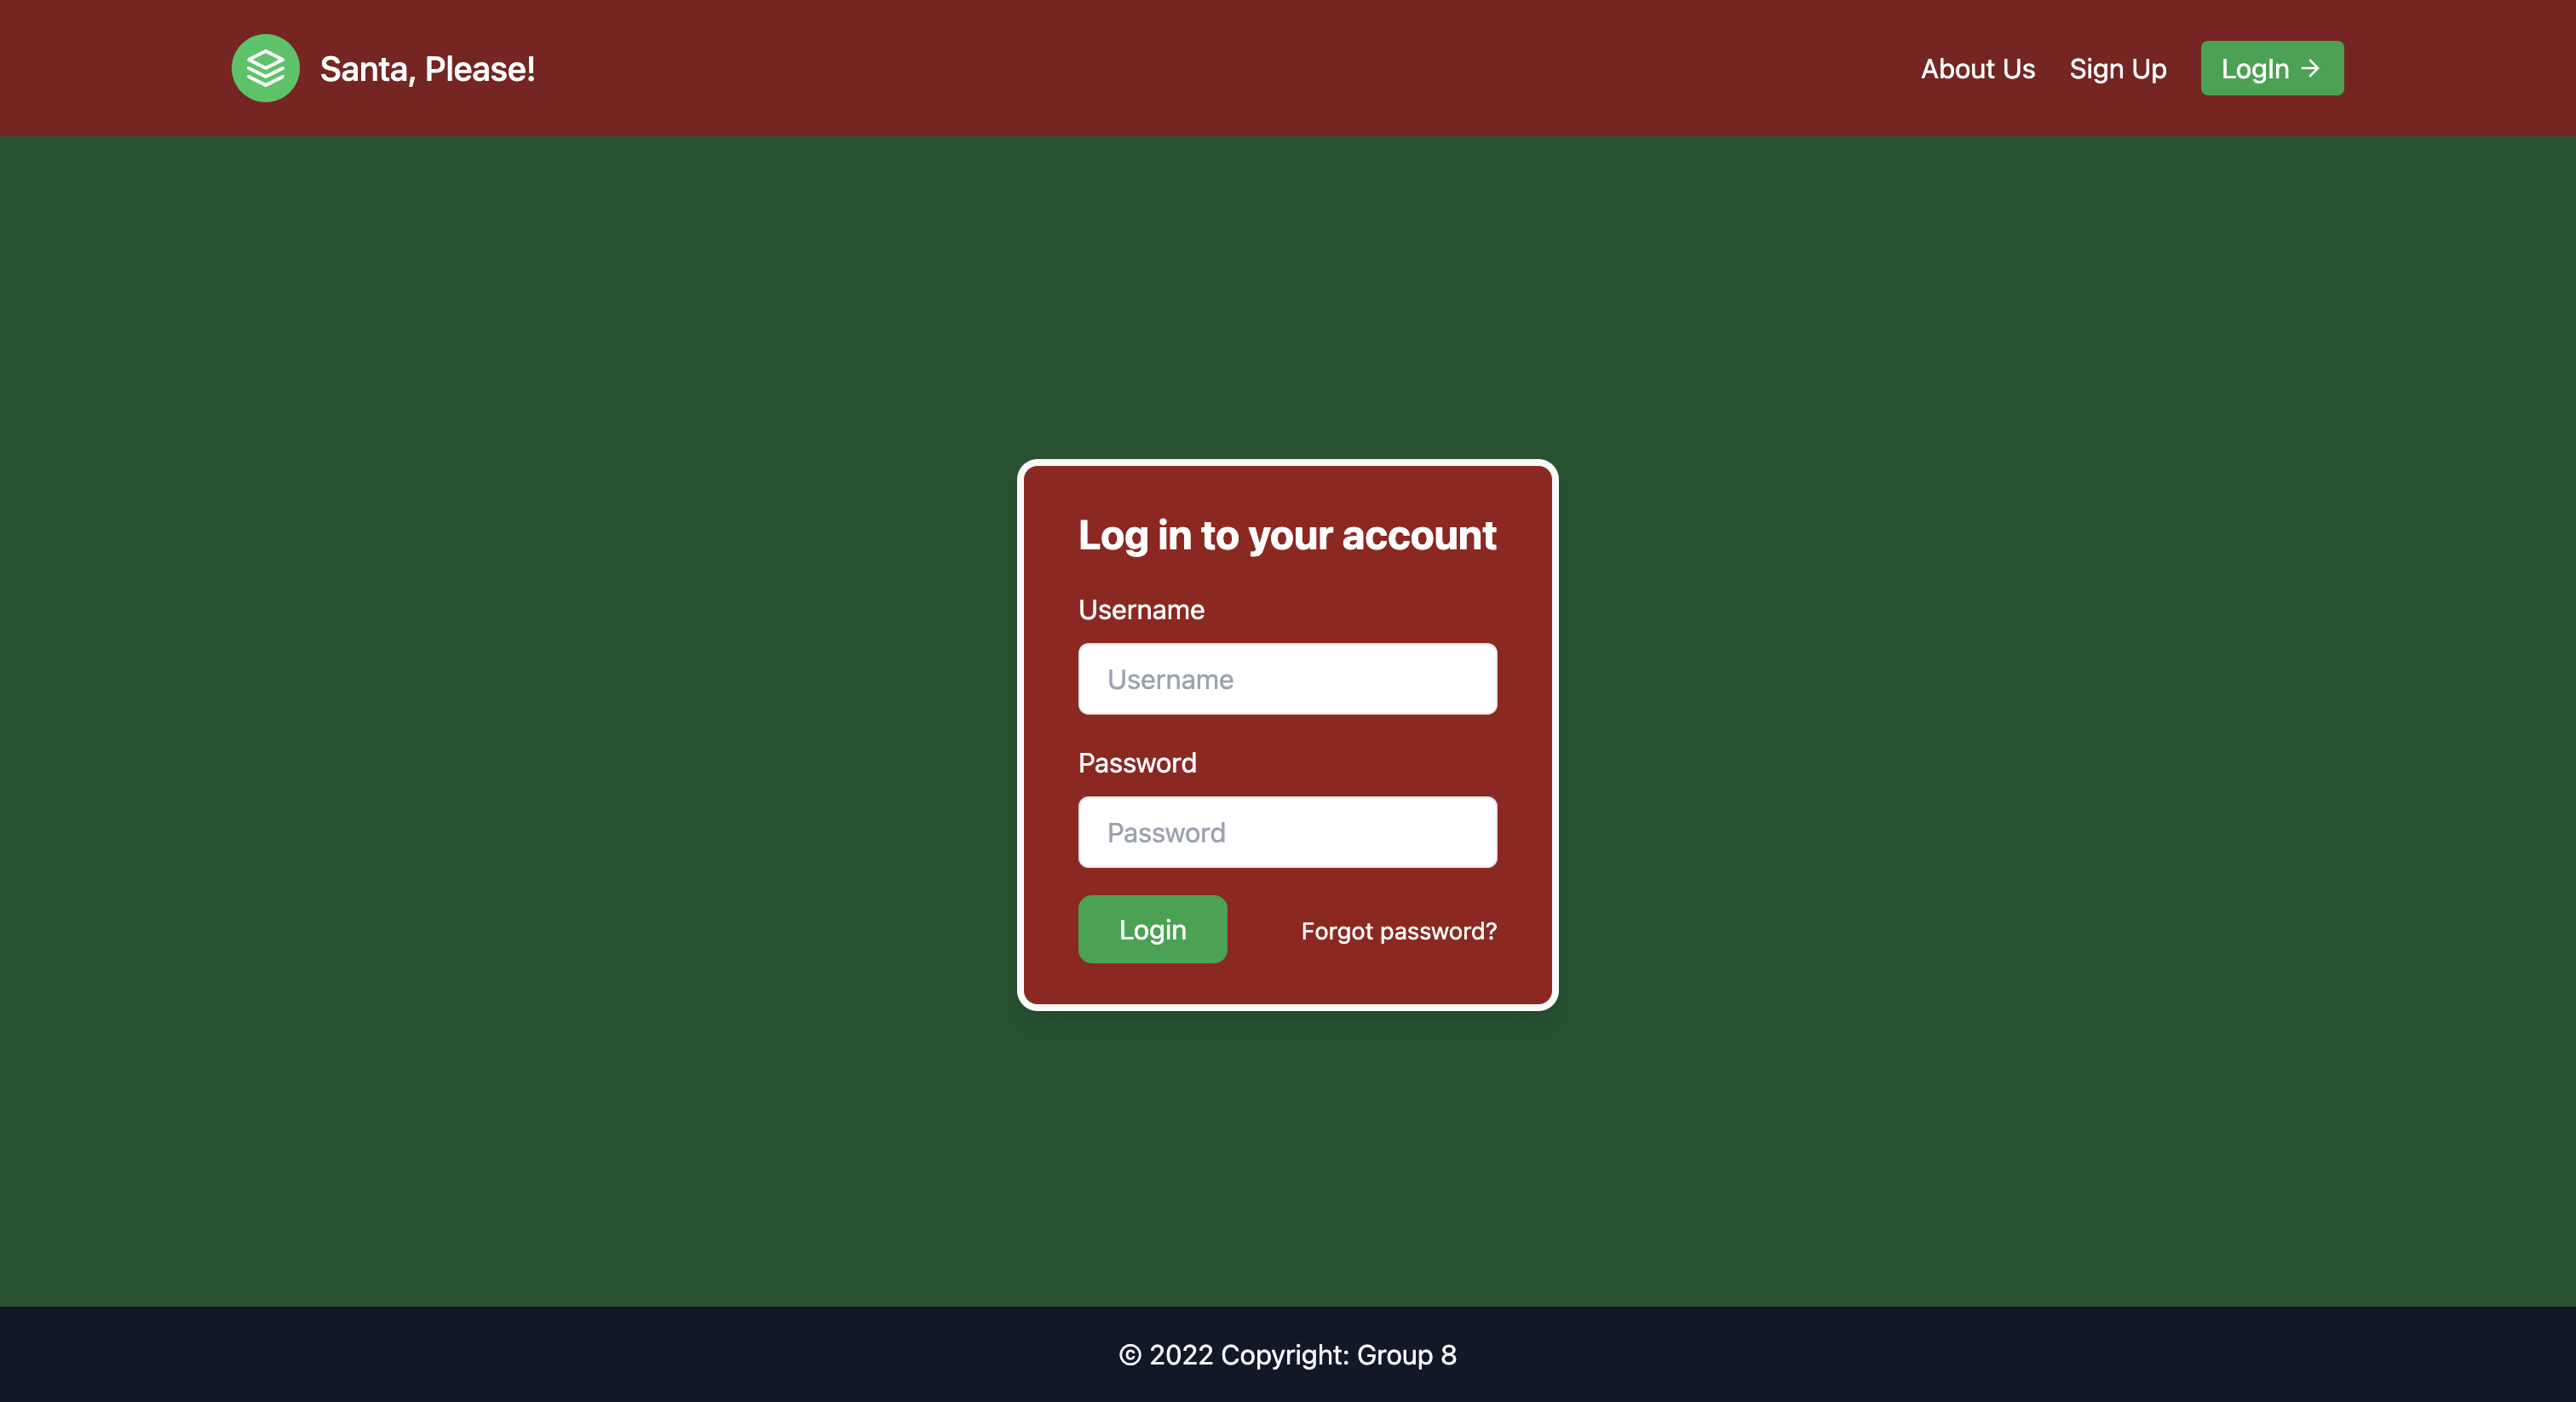 Santa, Please!
About Us
Sign Up
LogIn →
Log in to your account
Username
Username
Password
Password
Login
Forgot password?
© 2022 Copyright: Group 8